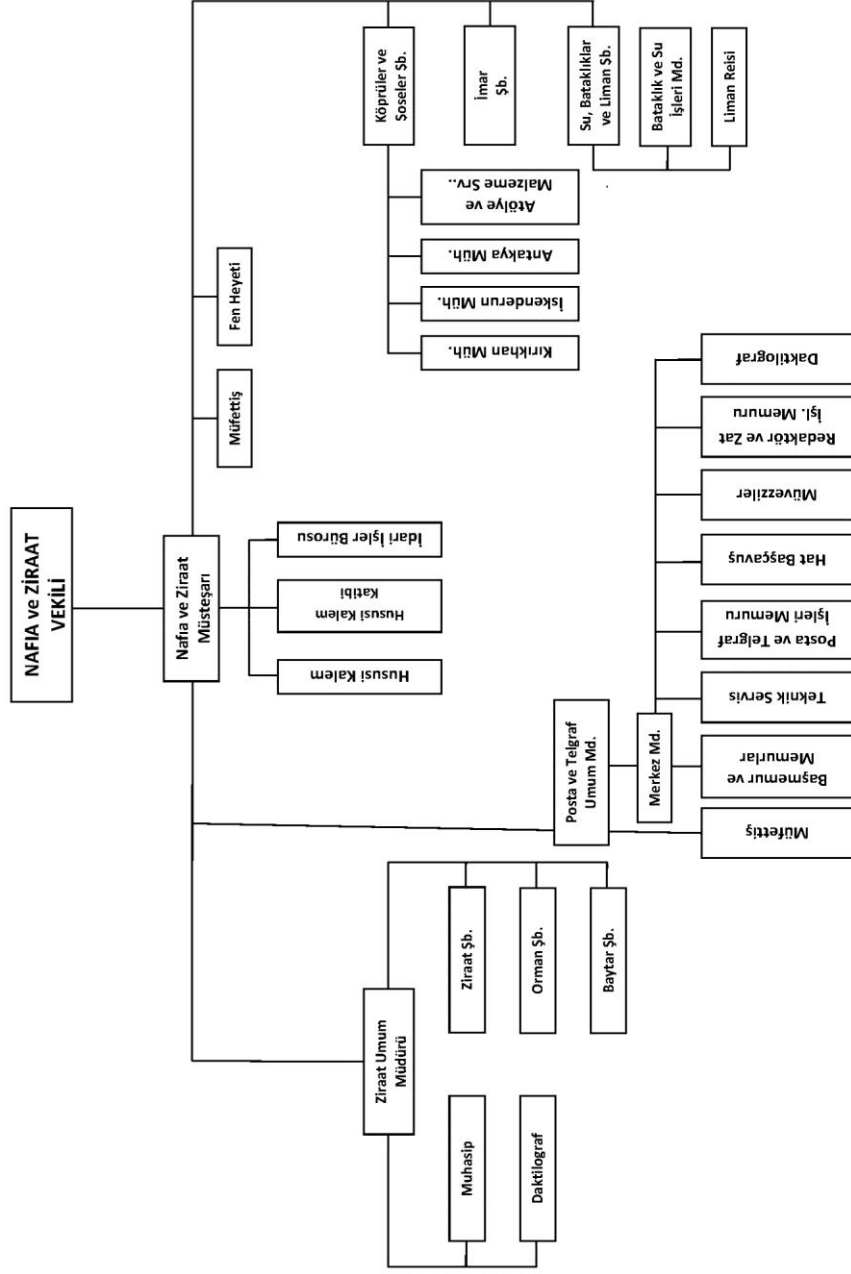 NAFIA ve ZİRAAT
VEKİLİ
Nafia ve Ziraat
Müsteşarı
Hususi Kalem
Hususi Kalem
Katibi
İdari İşler Bürosu
Müfettiş
Fen Heyeti
Ziraat Umum
Müdürü
Muhasip
Daktilograf
Ziraat Şb.
Orman Şb.
Baytar Şb.
Posta ve Telgraf
Umum Md.
Merkez Md.
Müfettiş
Başmemur ve
Memurlar
Teknik Servis
Posta ve Telgraf
İşleri Memuru
Hat Başçavuş
Müvezziler
Redaktör ve Zat
İşl. Memuru
Daktilograf
Köprüler ve
Şoseler Şb.
Kırıkhan Müh.
İskenderun Müh.
Antakya Müh.
Atölye ve
Malzeme Srv..
İmar
Şb.
Su, Bataklıklar
ve Liman Şb.
Bataklık ve Su
İşleri Md.
Liman Reisi